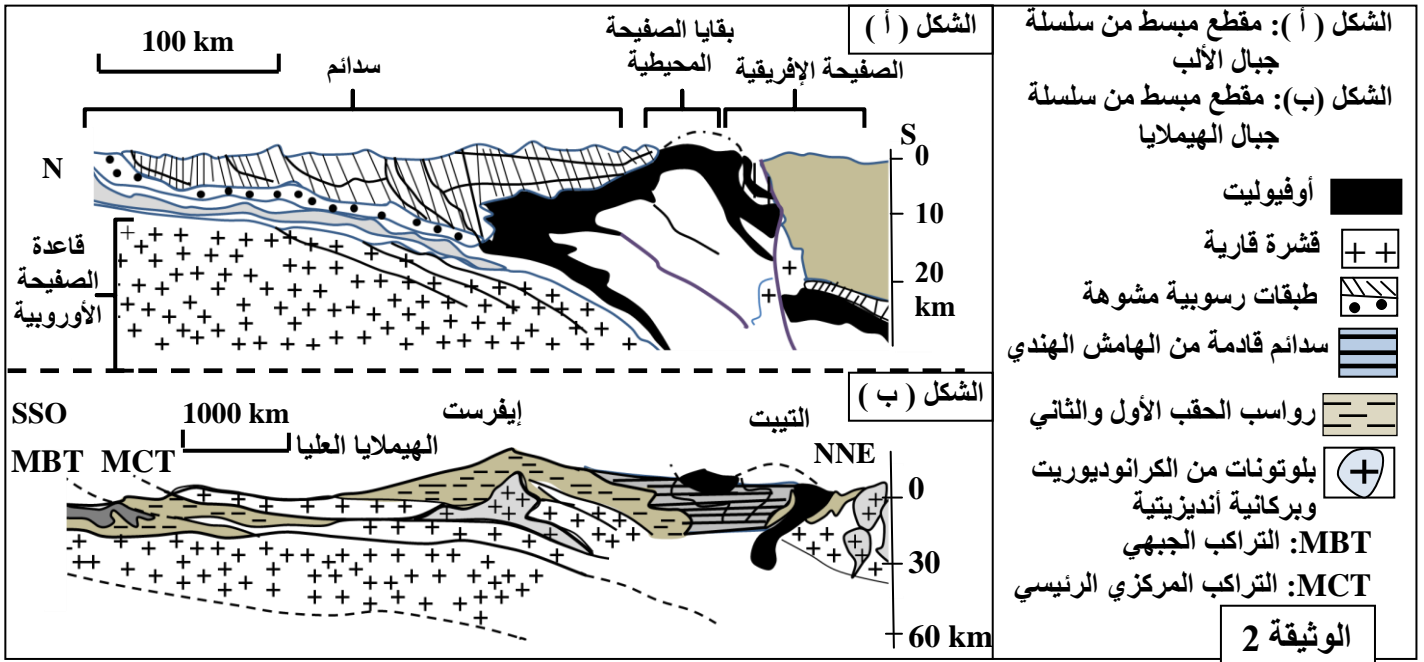 الشكل ( أ ): مقطع مبسط من سلسلة
جبال الألب
الشكل (ب): مقطع مبسط من سلسلة
جبال الهيملايا
أوفيوليت
قشرة قارية
طبقات رسوبية مشوهة
سدائم قادمة من الهامش الهندي
رواسب الحقب الأول والثاني
بلوتونات من الكرانوديوريت
وبركانية أنديزيتية
MBT: التراكب الجبهي
MCT: التراكب المركزي الرئيسي
الوثيقة 2
الشكل ( أ )
100 km
سدائم
بقايا الصفيحة
المحيطية
الصفيحة الإفريقية
N
S
0
10
20
km
قاعدة
الصفيحة
الأوروبية
الشكل ( ب )
SSO
1000 km
إيفرست
التيبت
الهيملايا العليا
NNE
MBT
MCT
0
30
60 km